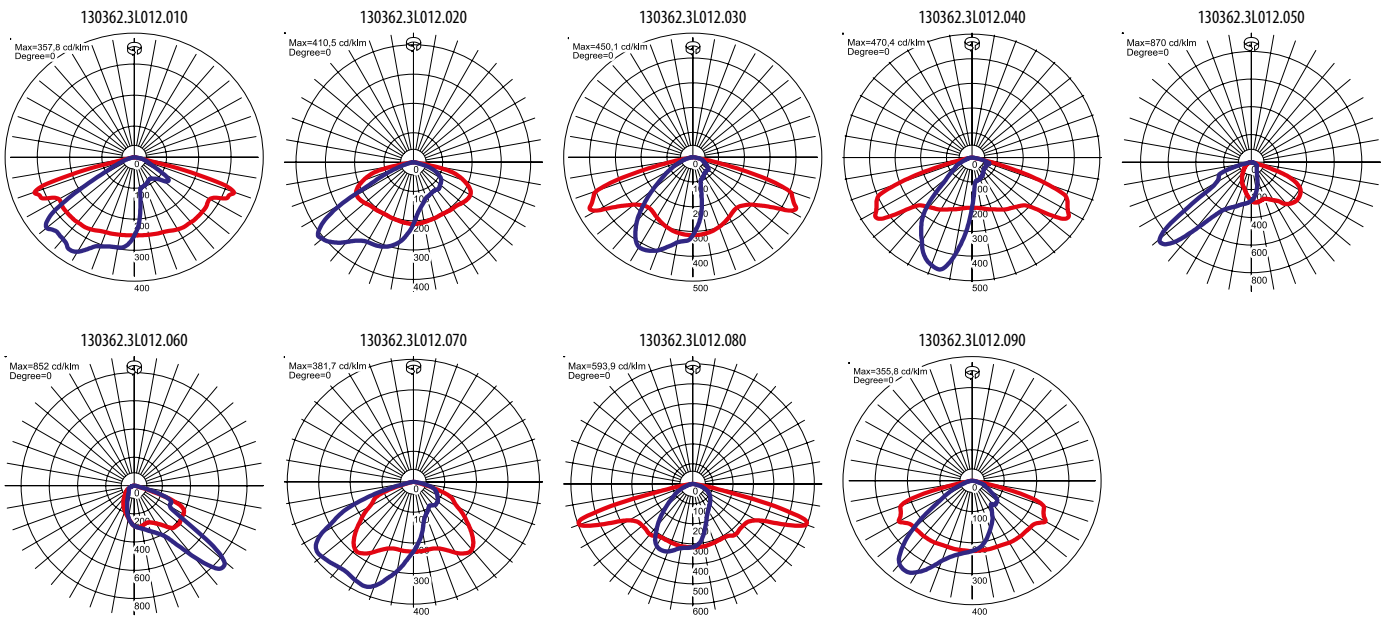 130362.3L012.010
Max=357,8 cd/klm
Degree=0
0
100
200
300
400
130362.3L012.020
Max=410,5 cd/klm
Degree=0
0
100
200
300
400
130362.3L012.030
Max=450,1 cd/klm
Degree=0
0
100
200
300
400
500
130362.3L012.040
Max=470,4 cd/klm
Degree=0
0
100
200
300
400
500
130362.3L012.050
Max=870 cd/klm
Degree=0
0
400
600
800
130362.3L012.060
Max=852 cd/klm
Degree=0
0
200
400
600
800
130362.3L012.070
Max=381,7 cd/klm
Degree=0
0
100
300
400
130362.3L012.080
Max=593,9 cd/klm
Degree=0
0
100
200
300
400
500
600
130362.3L012.090
Max=355,8 cd/klm
Degree=0
0
100
300
400